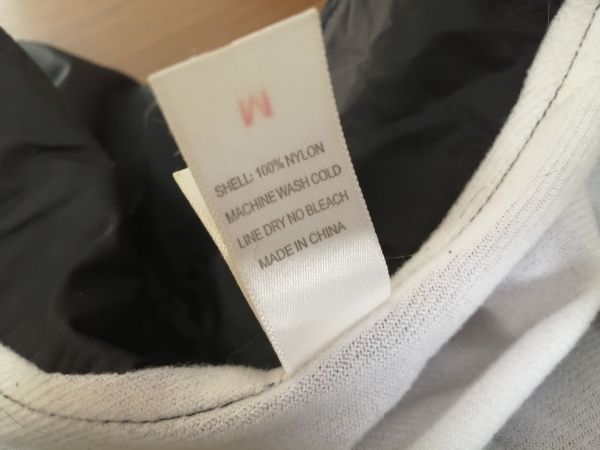 M
SHELL: 100% NYLON
MACHINE WASH COLD
LINE DRY NO BLEACH
MADE IN CHINA